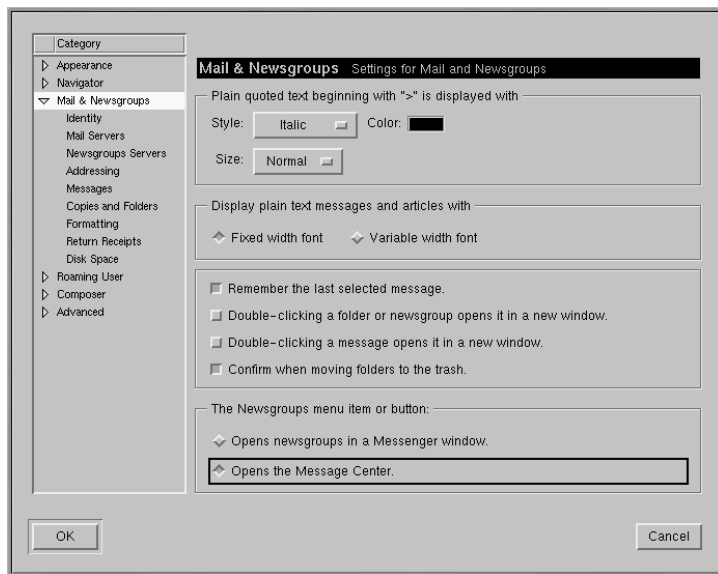 Category
Appearance
Navigator
Mail & Newsgroups
Identity
Mail Servers
Newsgroups Servers
Addressing
Messages
Copies and Folders
Formatting
Return Receipts
Disk Space
Roaming User
Composer
Advanced
Mail & Newsgroups Settings for Mail and Newsgroups
Plain quoted text beginning with ">" is displayed with
Style: Italic Color:
Size: Normal
Display plain text messages and articles with
Fixed width font Variable width font
Remember the last selected message.
Double-clicking a folder or newsgroup opens it in a new window.
Double-clicking a message opens it in a new window.
Confirm when moving folders to the trash.
The Newsgroups menu item or button:
Opens newsgroups in a Messenger window.
Opens the Message Center.
OK Cancel